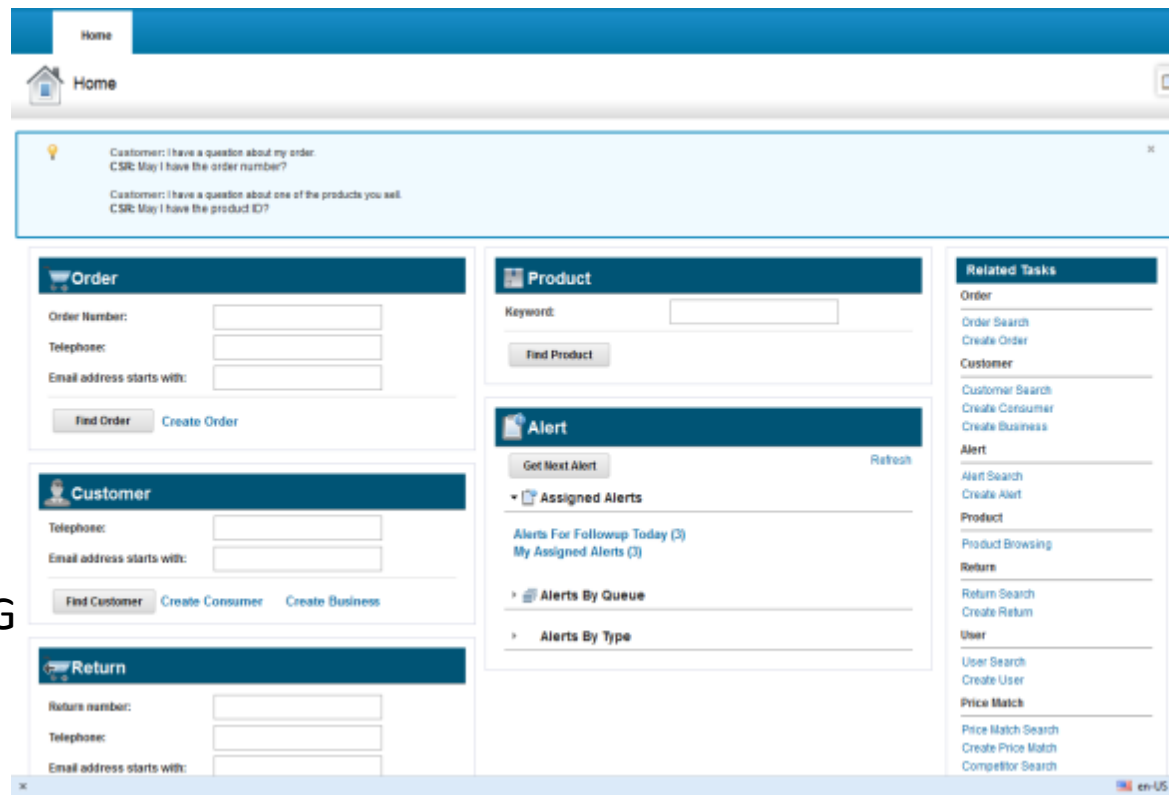 Home
Home
Customer: I have a question about my order.
CSR: May I have the order number?
Customer: I have a question about one of the products you sell.
CSR: May I have the product ID?
Order
Order Number:
Telephone:
Email address starts with:
Find Order Create Order
Customer
Telephone:
Email address starts with:
Find Customer Create Consumer Create Business
G
Return
Return number:
Telephone:
Email address starts with:
Product
Keyword:
Find Product
Alert
Get Next Alert Refresh
Assigned Alerts
Alerts For Followup Today (3)
My Assigned Alerts (3)
Alerts By Queue
Alerts By Type
Related Tasks
Order
Order Search
Create Order
Customer
Customer Search
Create Consumer
Create Business
Alert
Alert Search
Create Alert
Product
Product Browsing
Return
Return Search
Create Return
User
User Search
Create User
Price Match
Price Match Search
Create Price Match
Competitor Search
en-US